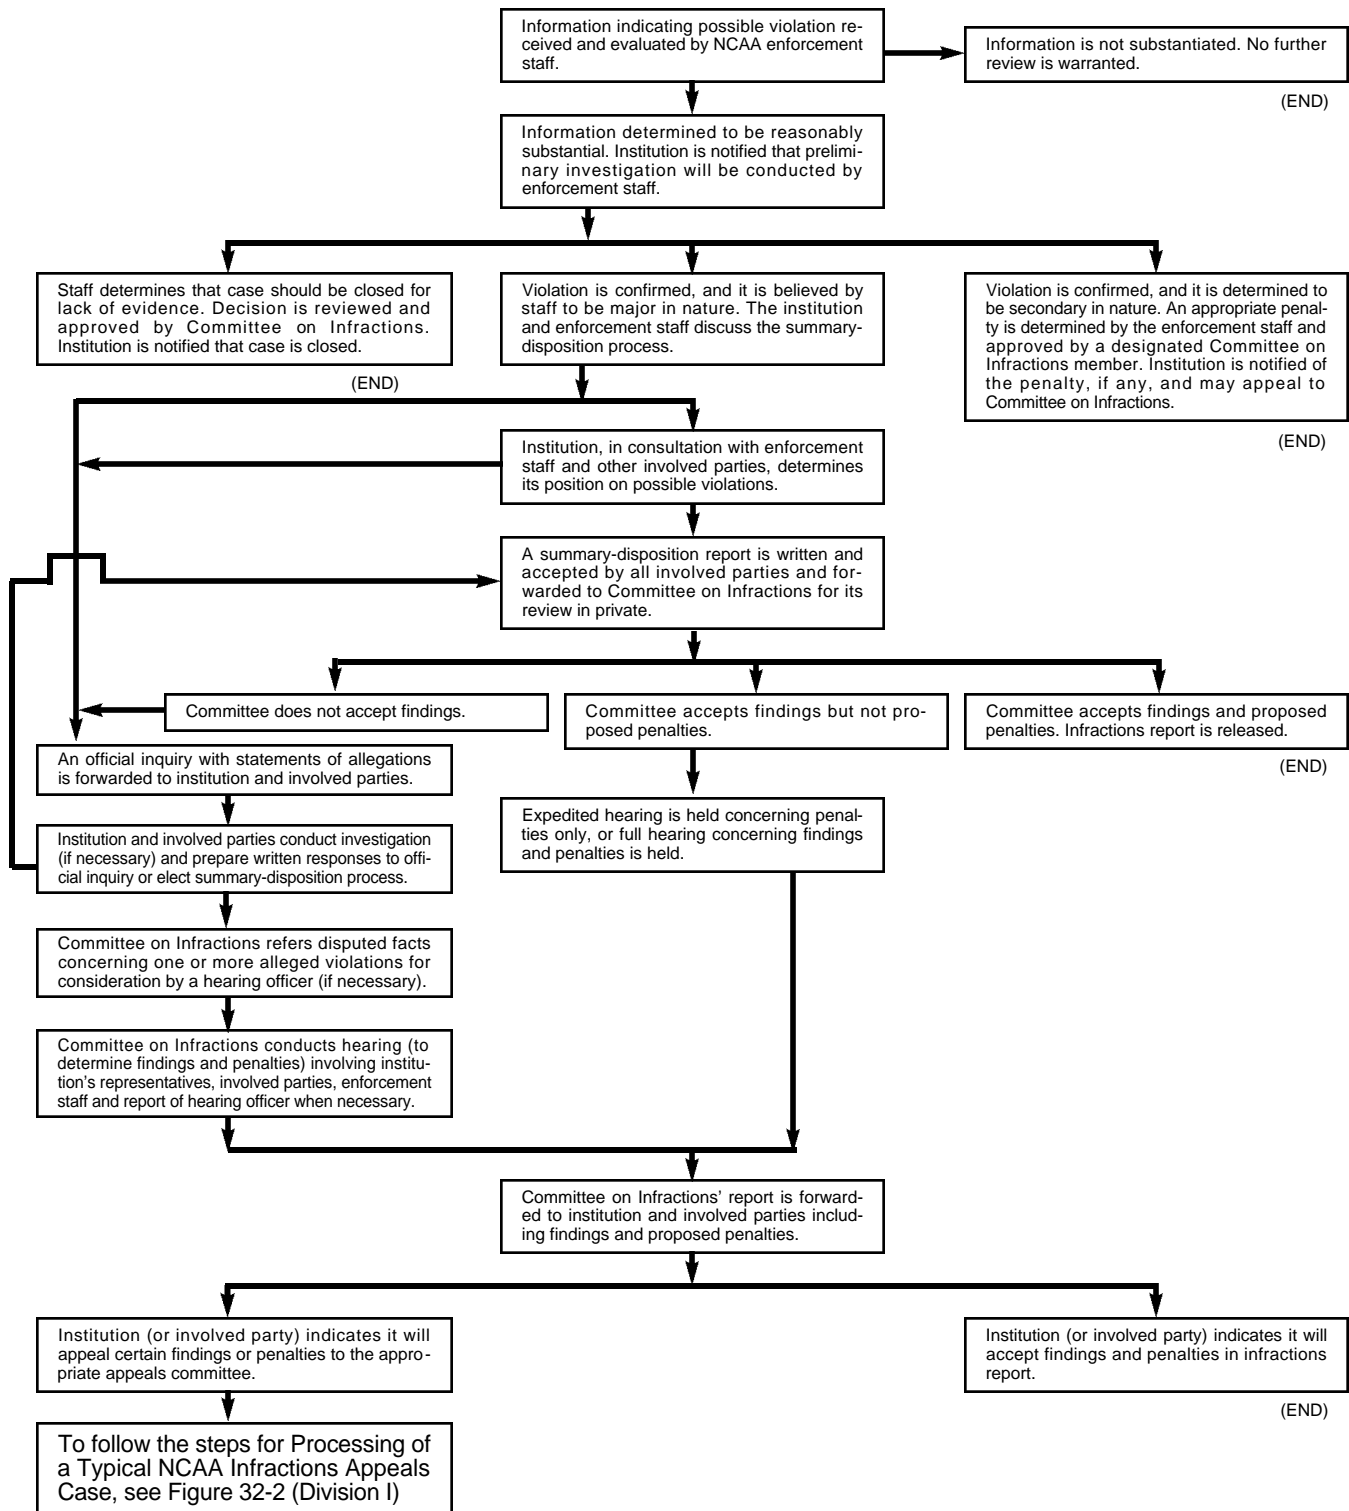 Information indicating possible violation re-
ceived and evaluated by NCAA enforcement
staff.
Information is not substantiated. No further
review is warranted.
(END)
Information determined to be reasonably
substantial. Institution is notified that prelimi-
nary investigation will be conducted by
enforcement staff.
Staff determines that case should be closed for
lack of evidence. Decision is reviewed and
approved by Committee on Infractions.
Institution is notified that case is closed.
(END)
Violation is confirmed, and it is believed by
staff to be major in nature. The institution
and enforcement staff discuss the summary-
disposition process.
Violation is confirmed, and it is determined to
be secondary in nature. An appropriate penal-
ty is determined by the enforcement staff and
approved by a designated Committee on
Infractions member. Institution is notified of
the penalty, if any, and may appeal to
Committee on Infractions.
(END)
Institution, in consultation with enforcement
staff and other involved parties, determines
its position on possible violations.
A summary-disposition report is written and
accepted by all involved parties and for-
warded to Committee on Infractions for its
review in private.
Committee does not accept findings.
Committee accepts findings but not pro-
posed penalties.
Committee accepts findings and proposed
penalties. Infractions report is released.
(END)
An official inquiry with statements of allegations
is forwarded to institution and involved parties.
Expedited hearing is held concerning penal-
ties only, or full hearing concerning findings
and penalties is held.
Institution and involved parties conduct investigation
(if necessary) and prepare written responses to offi-
cial inquiry or elect summary-disposition process.
Committee on Infractions refers disputed facts
concerning one or more alleged violations for
consideration by a hearing officer (if necessary).
Committee on Infractions conducts hearing (to
determine findings and penalties) involving institu-
tion's representatives, involved parties, enforcement
staff and report of hearing officer when necessary.
Committee on Infractions' report is forward-
ed to institution and involved parties includ-
ing findings and proposed penalties.
Institution (or involved party) indicates it will
appeal certain findings or penalties to the appro-
priate appeals committee.
Institution (or involved party) indicates it will
accept findings and penalties in infractions
report.
(END)
To follow the steps for Processing of
a Typical NCAA Infractions Appeals
Case, see Figure 32-2 (Division I)